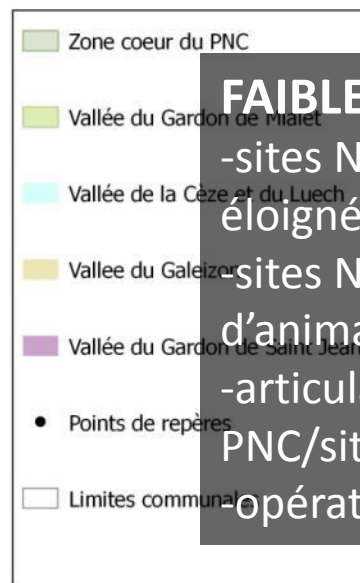 Zone coeur du PNC
Vallée du Gardon de Mialet
Vallée de la Cèze et du Luech
Vallee du Galeizon
Vallée du Gardon de Saint Jean
Points de repères
Limites communales
FAIBLE
-sites N
éloigné
-sites N
d’anima
-articul
PNC/sit
-opérat